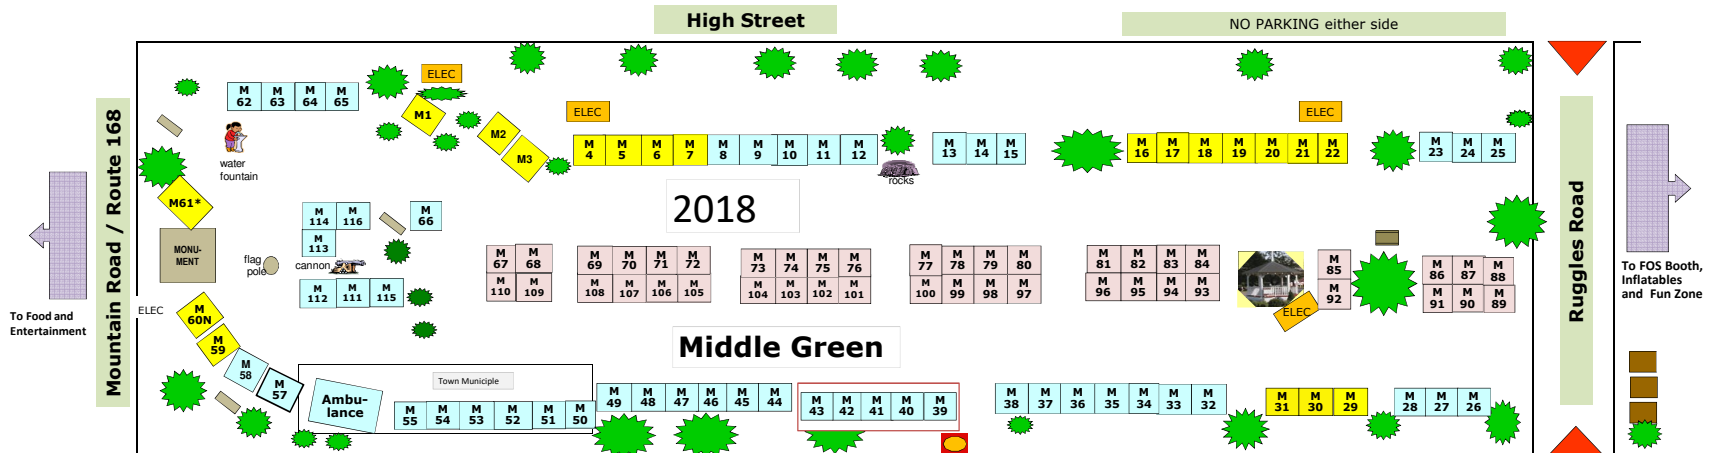 High Street
NO PARKING either side
ELEC
M M M M
62 63 64 65
M1
M2
M3
ELEC
M M M M M M M M M
4 5 6 7 8 9 10 11 12
M M M
13 14 15
ELEC
M M M M M M M
16 17 18 19 20 21 22
M M M
23 24 25
water
fountain
rocks
Mountain Road / Route 168
Ruggles Road
M61*
MONU-
MENT
flag
pole
cannon
M M
114 116
M
113
M M M
112 111 115
M
66
2018
M M
67 68
M M
110 109
M M M M
69 70 71 72
M M M M
108 107 106 105
M M M M
73 74 75 76
M M M M
104 103 102 101
M M M M
77 78 79 80
M M M M
100 99 98 97
M M M M
81 82 83 84
M M M M
96 95 94 93
M
85
M
92
ELEC
M M M
86 87 88
M M M
91 90 89
To FOS Booth,
Inflatables
and Fun Zone
To Food and
Entertainment
ELEC
M
60N
M
59
M
58
M
57
Middle Green
Town Municiple
Ambu-
lance
M M M M M M
55 54 53 52 51 50
M M M M M M
49 48 47 46 45 44
M M M M M
43 42 41 40 39
M M M M M M M
38 37 36 35 34 33 32
M M M
31 30 29
M M M
28 27 26